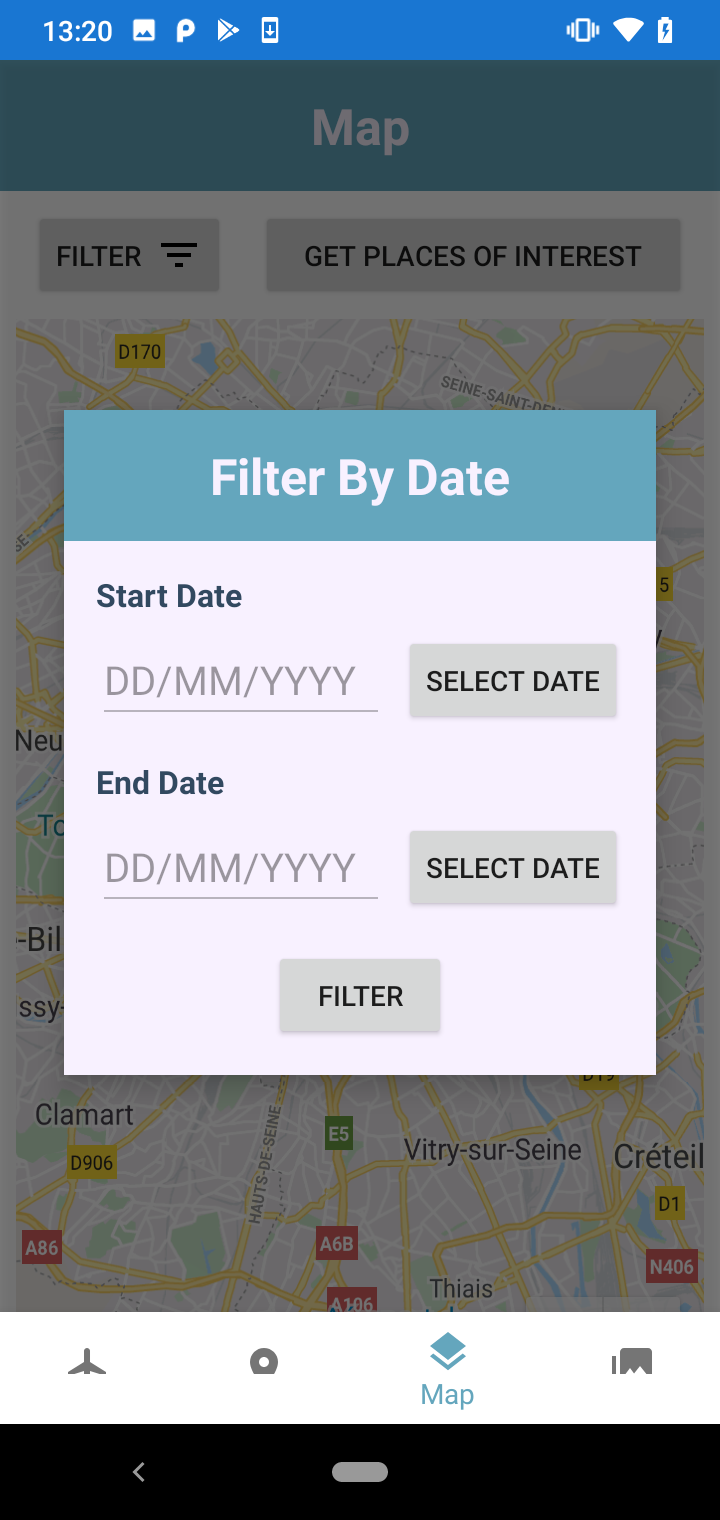 13:20
Map
FILTER
GET PLACES OF INTEREST
D170
SEINE-SAINT-DEN
Filter By Date
Start Date
5
DD/MM/YYYY
SELECT DATE
Neu
End Date
To
DD/MM/YYYY
SELECT DATE
-Bil
FILTER
ssy-
D19
Clamart
E5
Vitry-sur-Seine
Créteil
D906
HAUTS-DE-SEINE
D1
A86
A6B
N406
Thiais
A106
Map